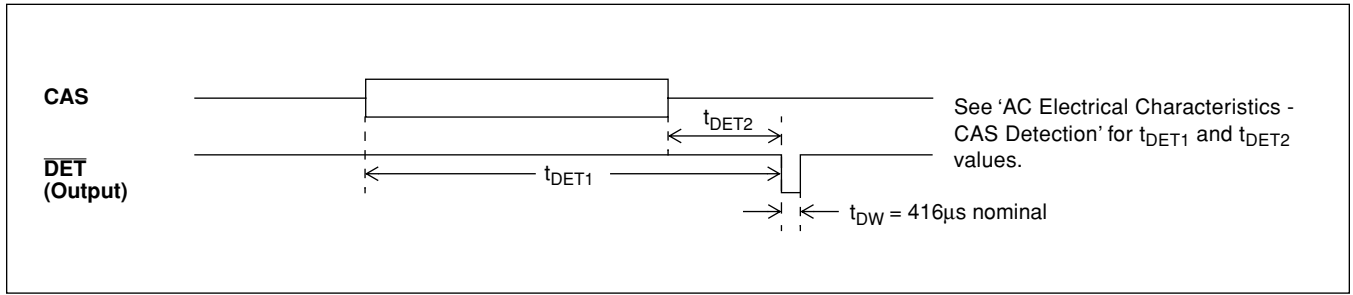 CAS
DET
(Output)
tDET2
tDET1
tDW = 416µs nominal
See ‘AC Electrical Characteristics -
CAS Detection’ for tDET1 and tDET2
values.